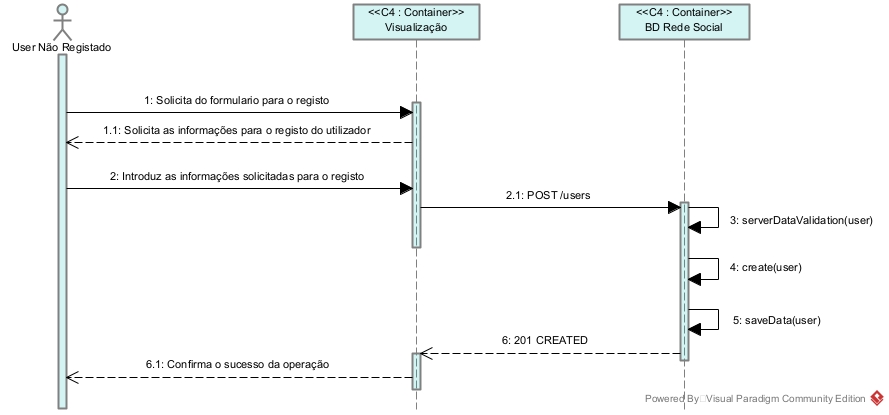 <<C4 : Container>>
Visualização
<<C4 : Container>>
BD Rede Social
User Não Registado
1: Solicita do formulario para o registo
1.1: Solicita as informações para o registo do utilizador
2: Introduz as informações solicitadas para o registo
2.1: POST /users
3: serverDataValidation(user)
4: create(user)
5: saveData(user)
6: 201 CREATED
6.1: Confirma o sucesso da operação
Powered By Visual Paradigm Community Edition